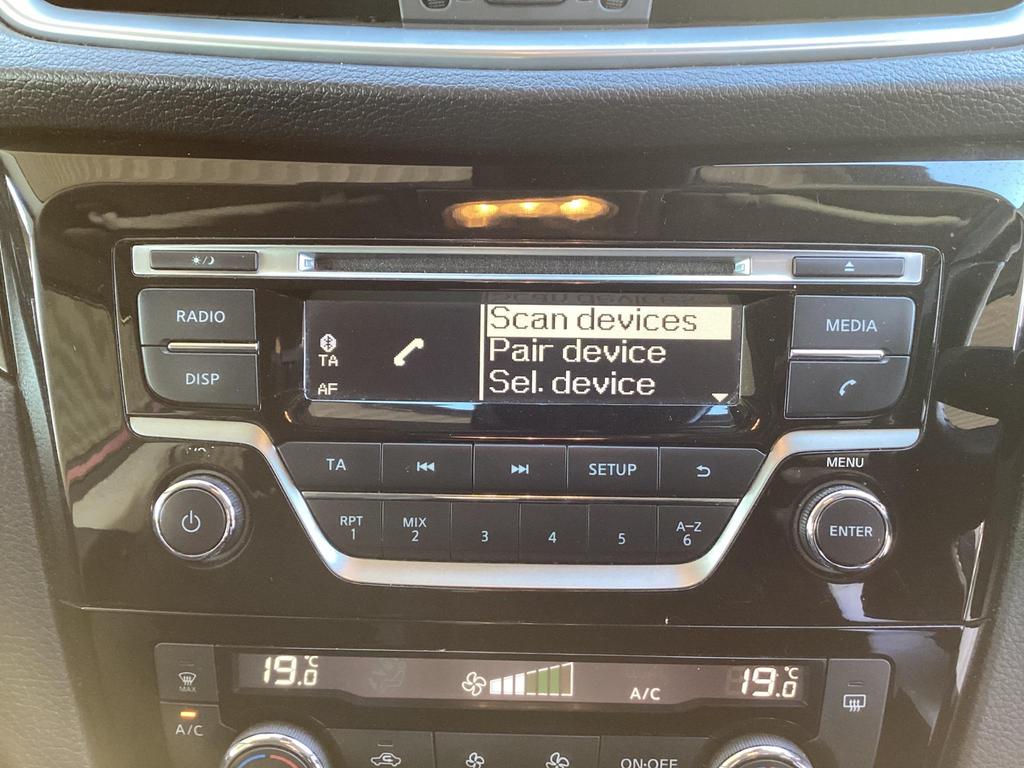 RADIO
DISP
TA
AF
Scan devices
Pair device
Sel. device
MEDIA
TA
SETUP
RPT
1
MIX
2
3
4
5
A-Z
6
MENU
ENTER
19.0°C
A/C
19.0°C
MAX
A/C
ON·OFF